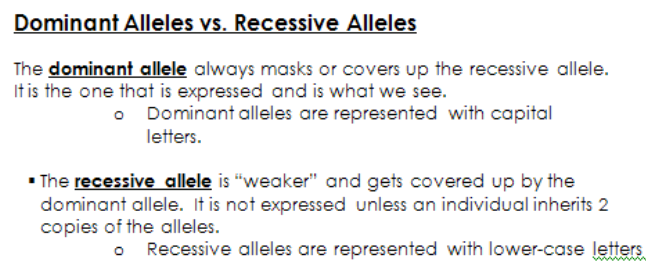 Dominant Alleles vs. Recessive Alleles
The dominant allele always masks or covers up the recessive allele.
It is the one that is expressed and is what we see.
o Dominant alleles are represented with capital
letters.
▪ The recessive allele is “weaker” and gets covered up by the
dominant allele. It is not expressed unless an individual inherits 2
copies of the alleles.
o Recessive alleles are represented with lower-case letters